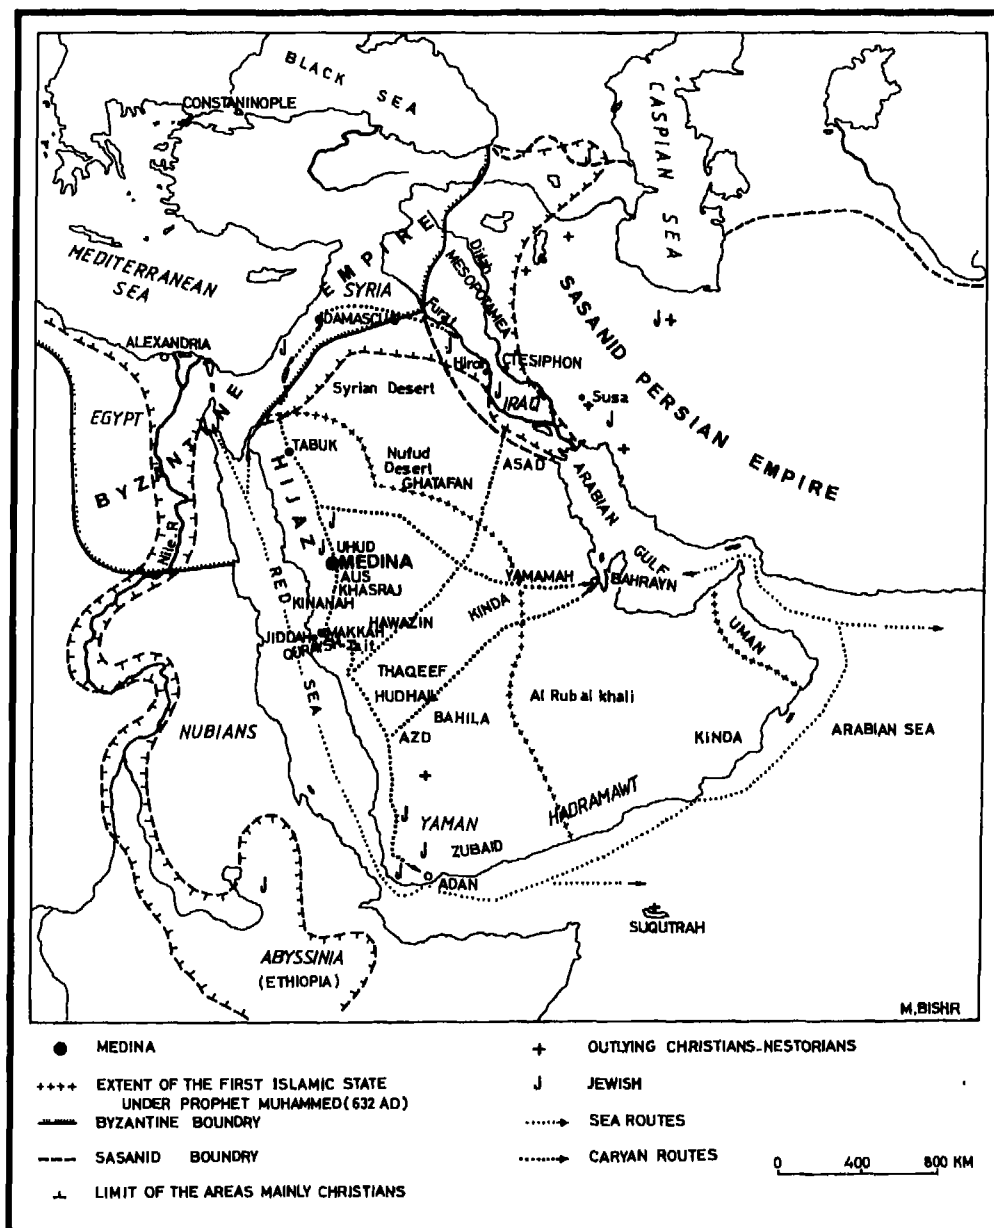 BLACK SEA
CONSTANINOPLE
CASPIAN SEA
MEDITERRANEAN
SEA
EMPIRE
SYRIA
DAMASCUS
Furat
Dijlah
MESOPOTAMEA
SASANID PERSIAN EMPIRE
ALEXANDRIA
Hira
CTESIPHON
Syrian Desert
IRAQ
Susa
EGYPT
BYZANTINE
TABUK
HIJAZ
Nufud
Desert
GHATAFAN
ASAD
ARABIAN
GULF
Nile R
UHUD
MEDINA
AUS
KHASRAJ
YAMAMAH
BAHRAYN
RED
SEA
KINANAH
KINDA
HAWAZIN
JIDDAH
MAKKAH
QURAYSH
Tait
UMAN
THAQEEF
HUDHAIL
Al Rub al khali
BAHILA
NUBIANS
AZD
KINDA
ARABIAN SEA
HADRAMAWT
YAMAN
ZUBAID
ADAN
SUQUTRAH
ABYSSINIA
(ETHIOPIA)
M.BISHR
MEDINA
EXTENT OF THE FIRST ISLAMIC STATE
UNDER PROPHET MUHAMMED(632 AD)
BYZANTINE BOUNDRY
SASANID BOUNDRY
LIMIT OF THE AREAS MAINLY CHRISTIANS
OUTLYING CHRISTIANS-NESTORIANS
J JEWISH
SEA ROUTES
CARYAN ROUTES
0 400 800 KM